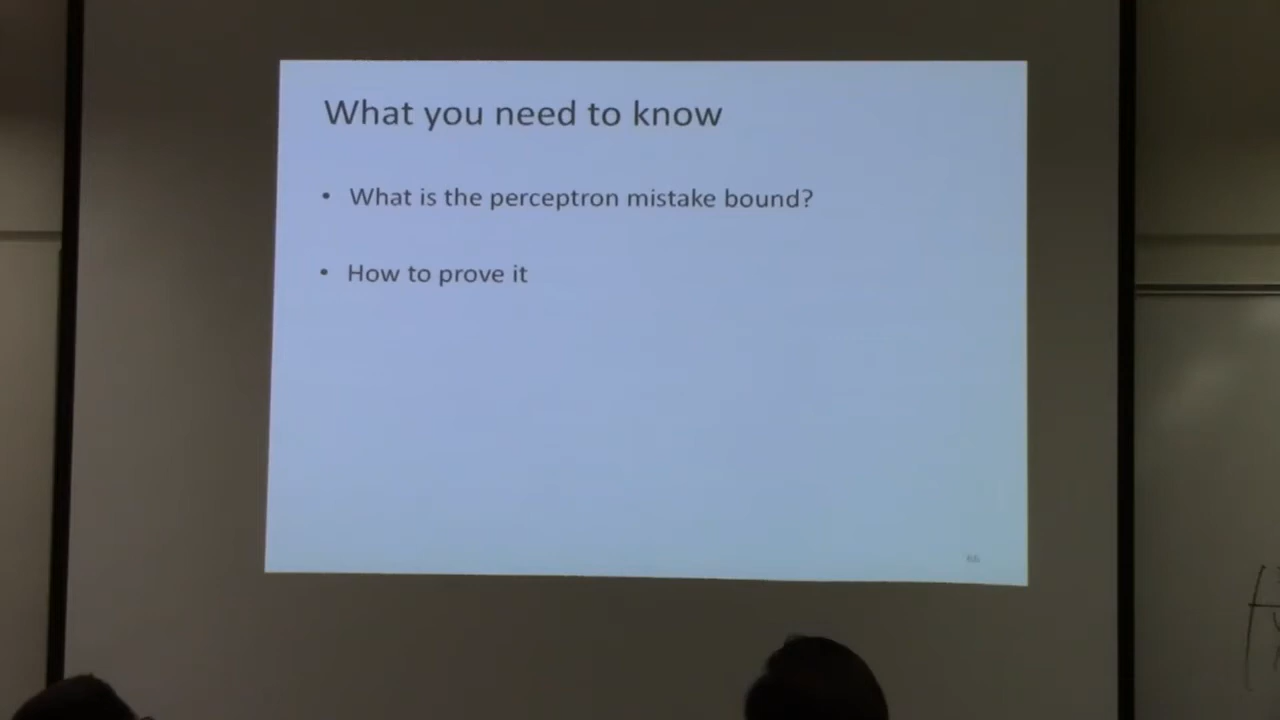 What you need to know
• What is the perceptron mistake bound?
• How to prove it